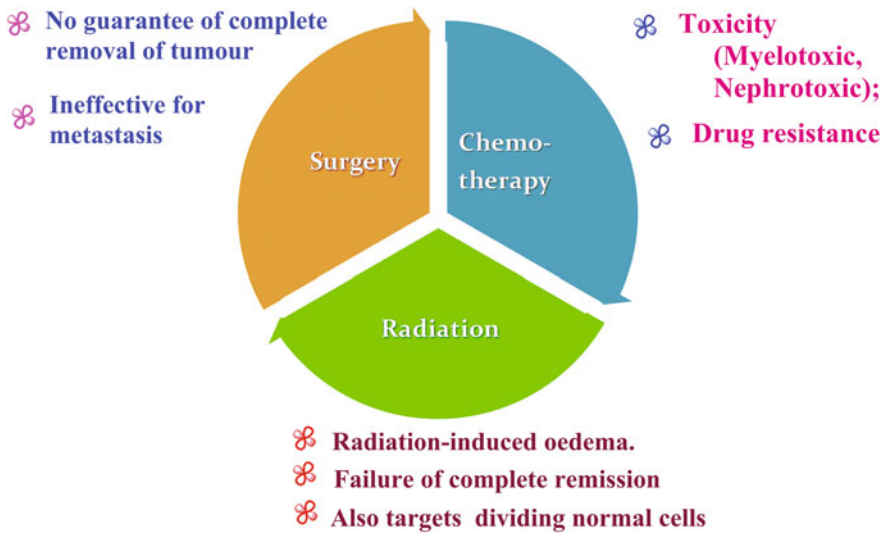 No guarantee of complete
removal of tumour
Ineffective for
metastasis
Surgery
Chemo-
therapy
Toxicity
(Myelotoxic,
Nephrotoxic);
Drug resistance
Radiation
Radiation-induced oedema.
Failure of complete remission
Also targets dividing normal cells